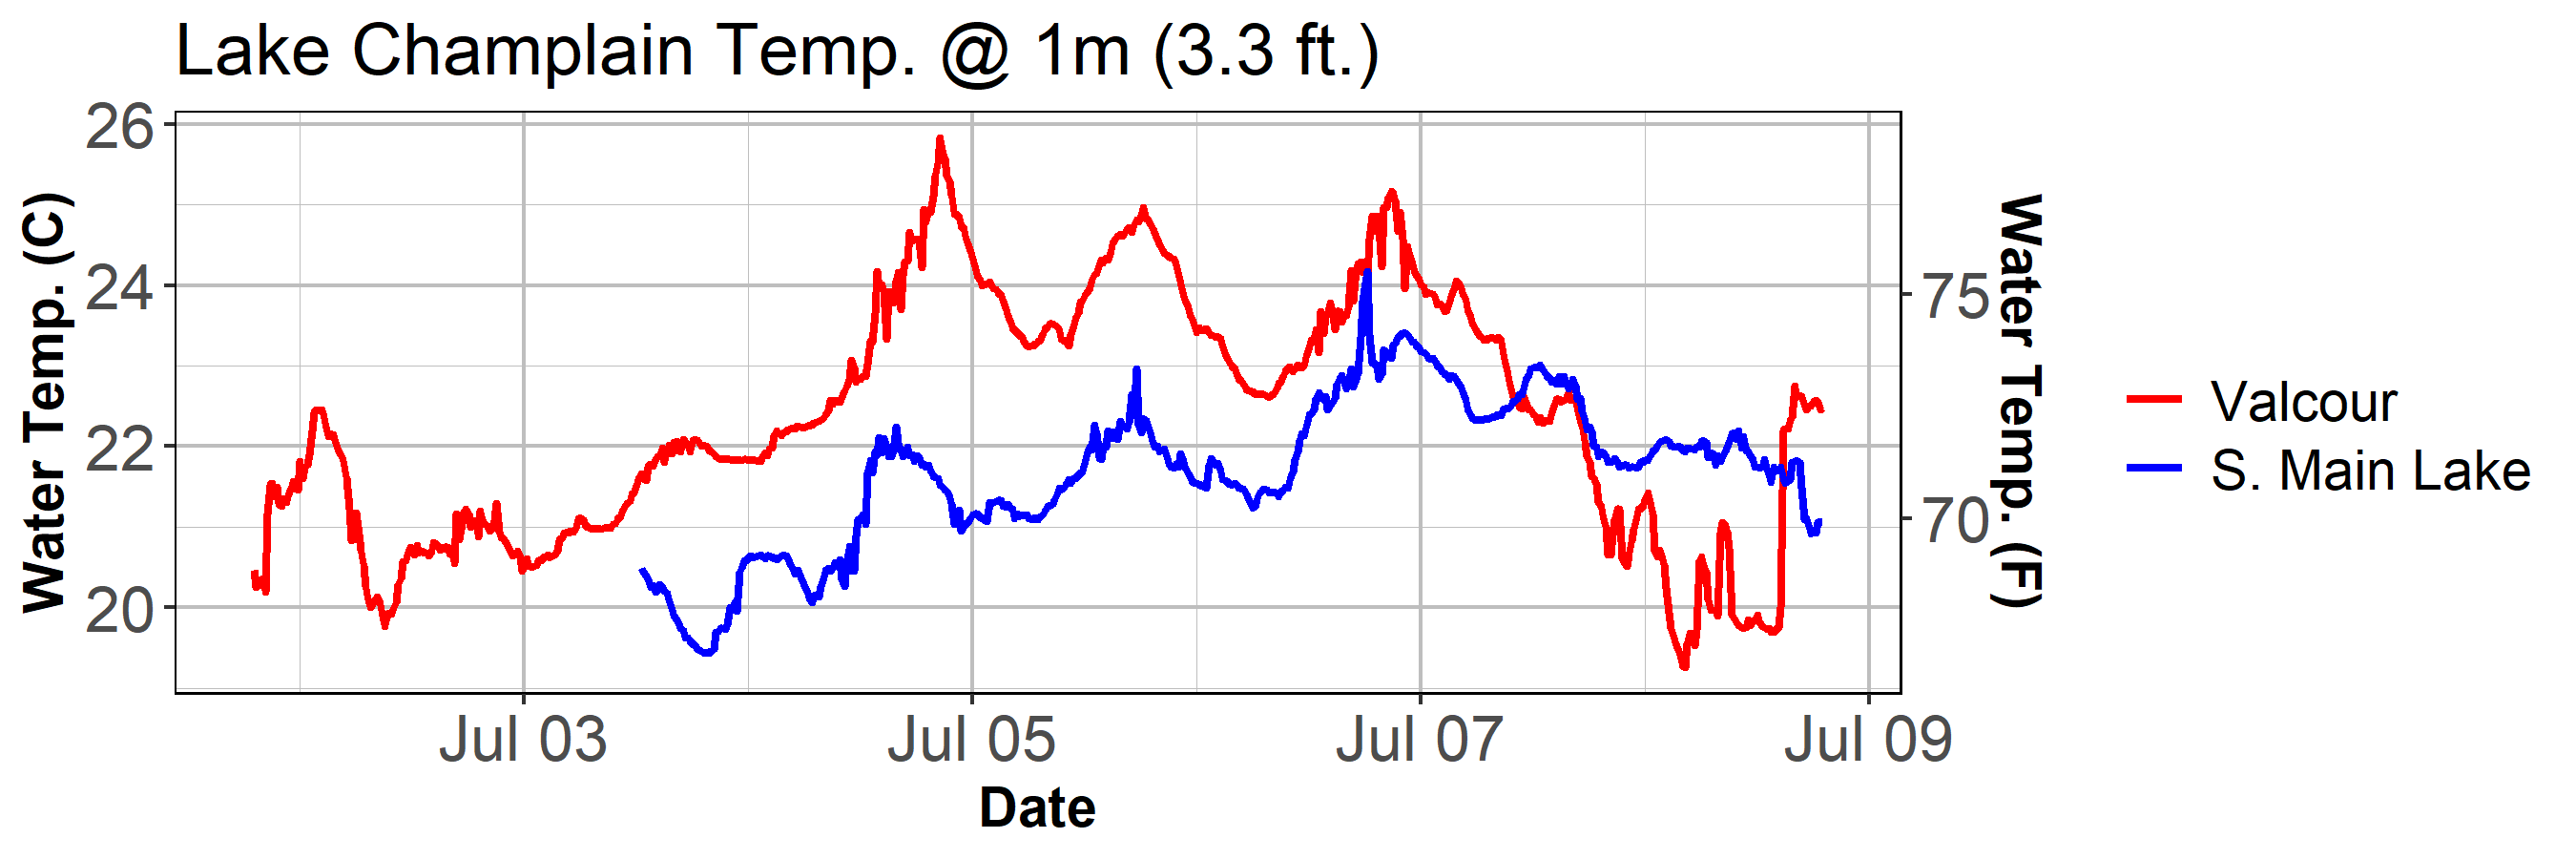 Lake Champlain Temp. @ 1m (3.3 ft.)
Water Temp. (C)
26
24
22
20
75
70
Water Temp. (F)
Jul 03
Jul 05
Jul 07
Jul 09
Date
Valcour
S. Main Lake